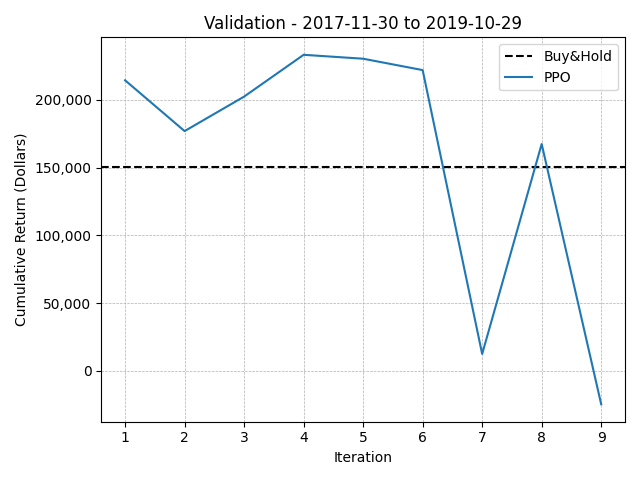 Validation - 2017-11-30 to 2019-10-29
Buy&Hold
PPO
Cumulative Return (Dollars)
200,000
150,000
100,000
50,000
0
1 2 3 4 5 6 7 8 9
Iteration